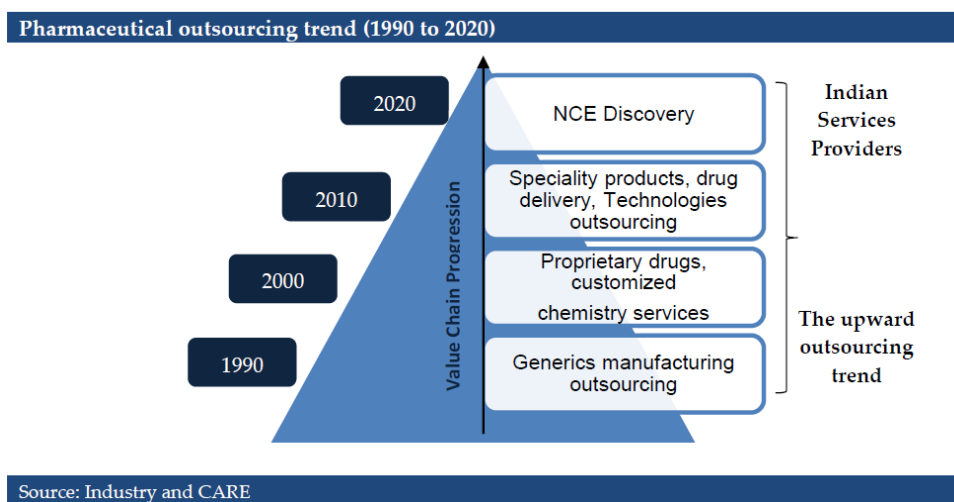 Pharmaceutical outsourcing trend (1990 to 2020)
2020
NCE Discovery
Indian
Services
Providers
2010
Speciality products, drug
delivery, Technologies
outsourcing
2000
Proprietary drugs,
customized
chemistry services
The upward
outsourcing
trend
1990
Generics manufacturing
outsourcing
Value Chain Progression
Source: Industry and CARE